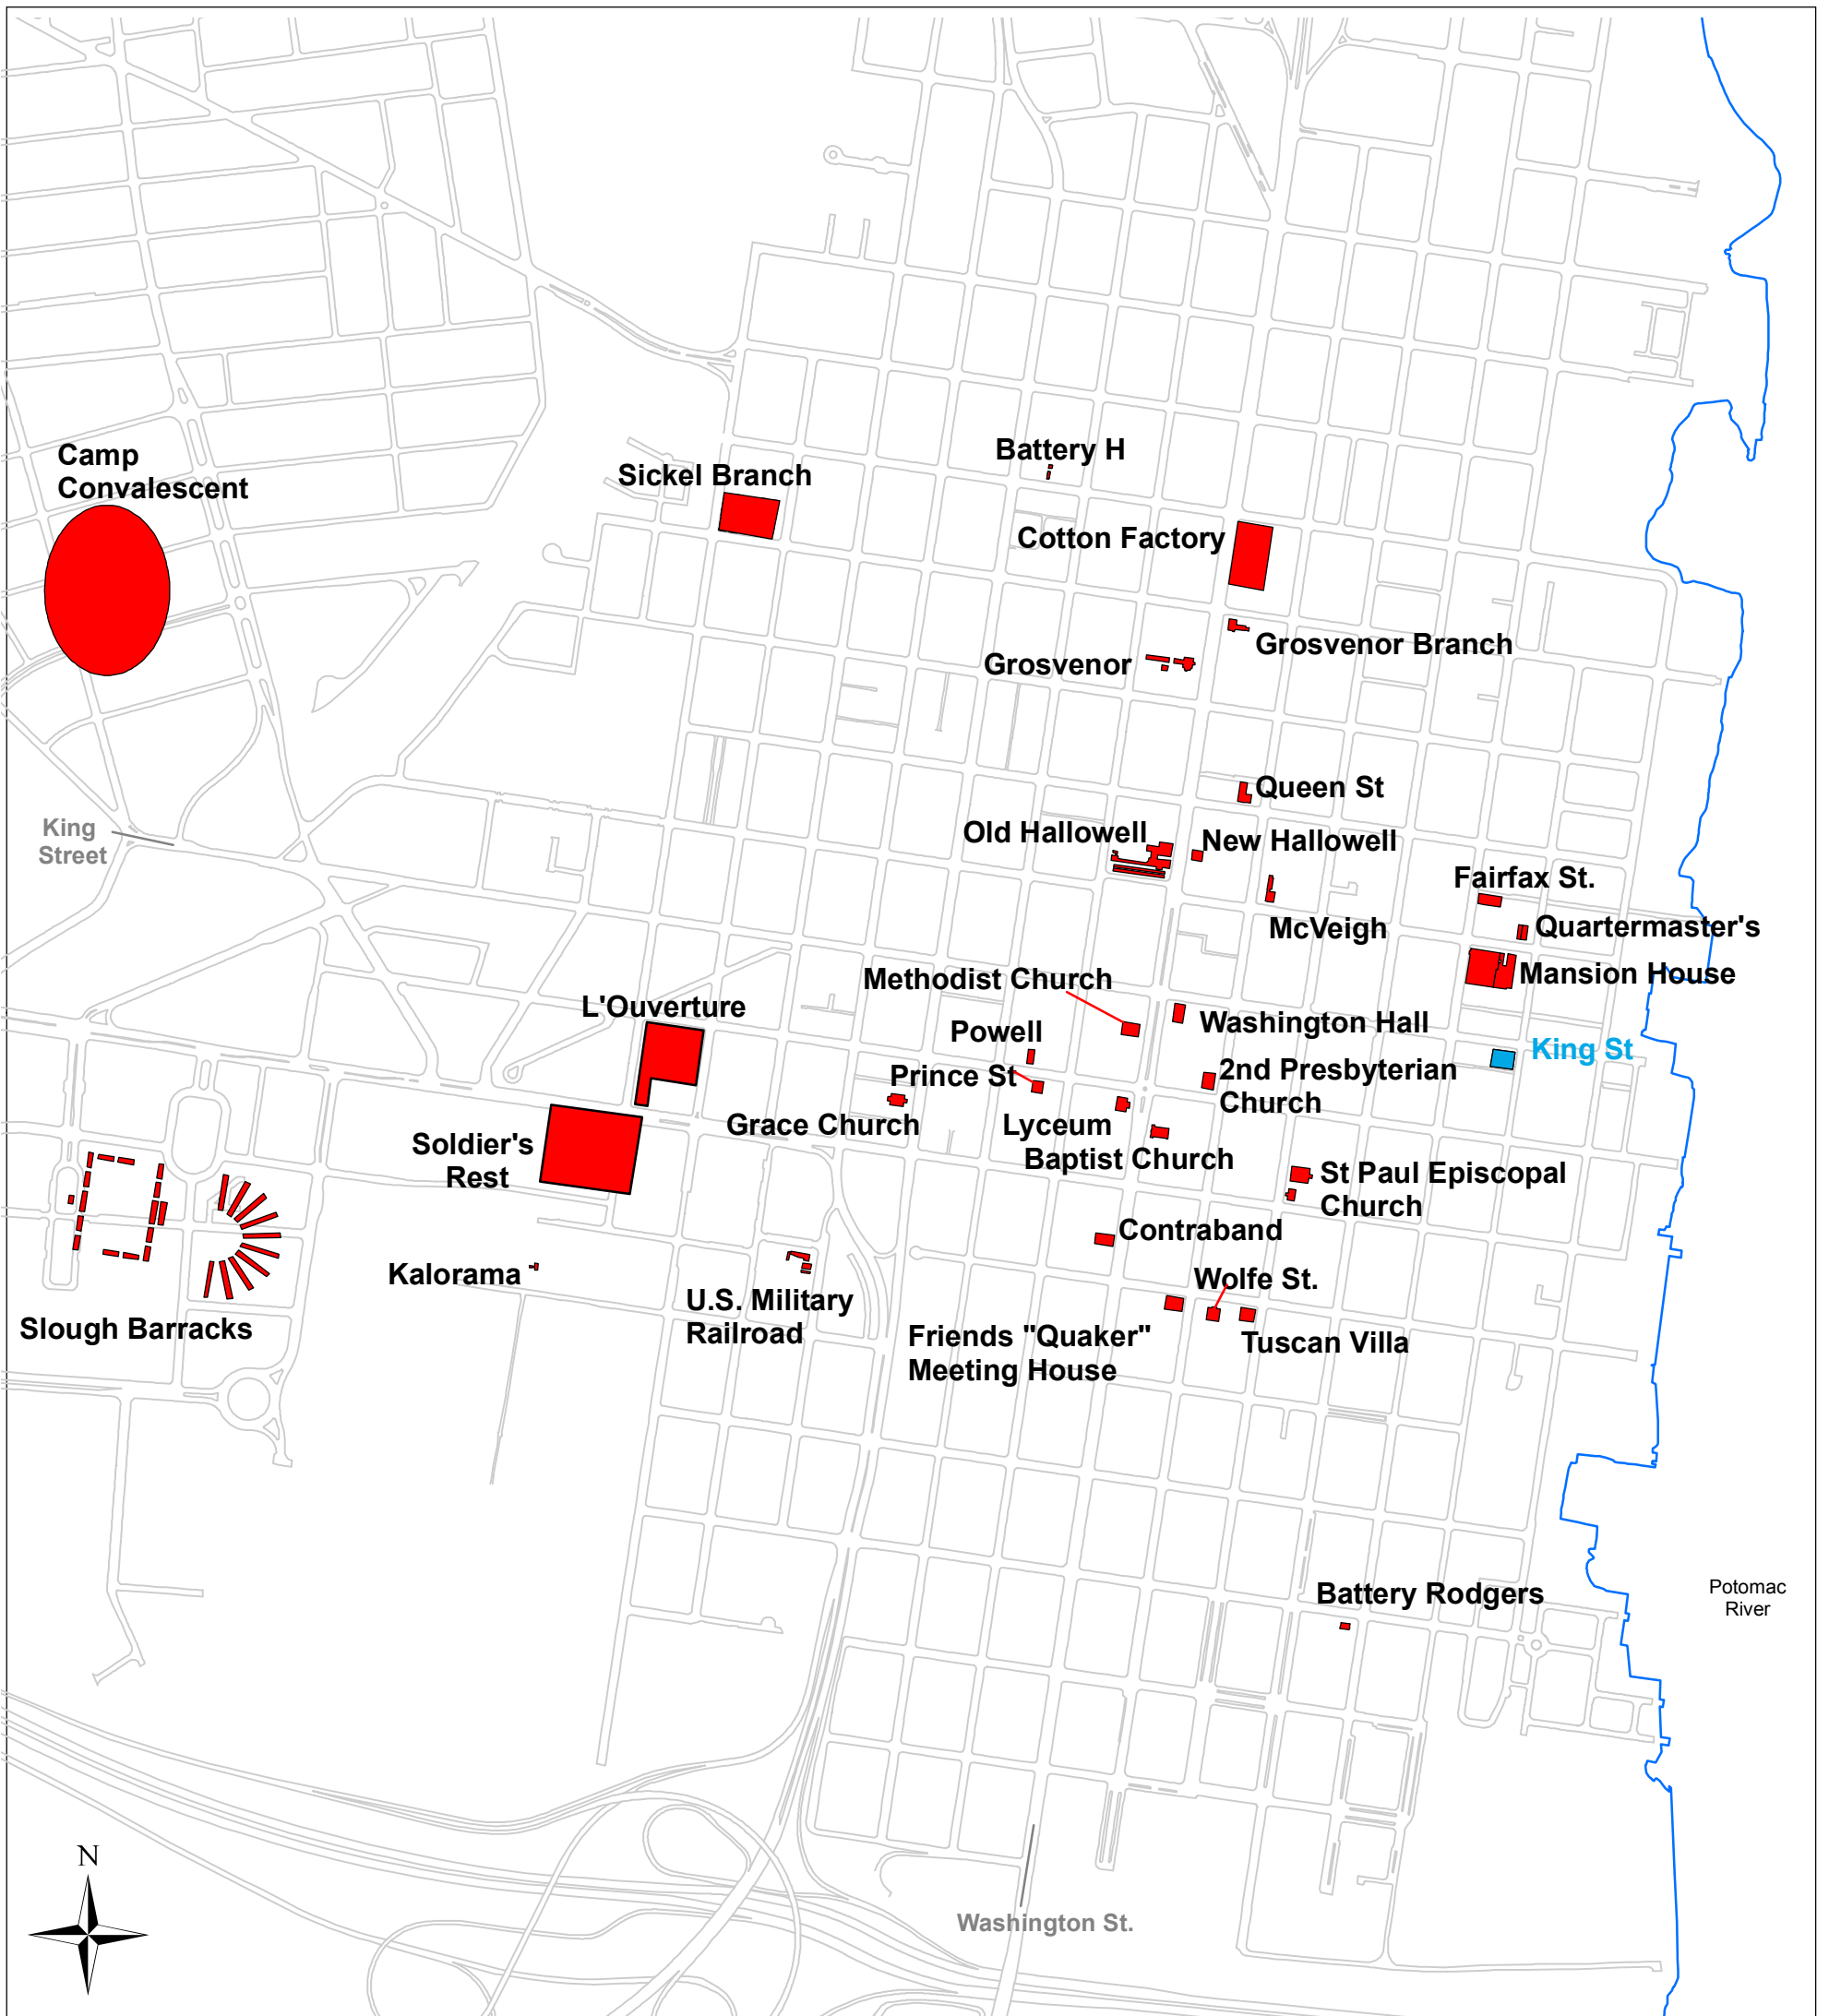 Camp
Convalescent
Sickel Branch
Battery H
Cotton Factory
Grosvenor Branch
Grosvenor
Queen St
King
Street
Old Hallowell
New Hallowell
Fairfax St.
McVeigh
Quartermaster's
Methodist Church
Mansion House
L'Ouverture
Powell
Washington Hall
King St
Prince St
2nd Presbyterian
Church
Grace Church
Lyceum
Soldier's
Rest
Baptist Church
St Paul Episcopal
Church
Contraband
Kalorama
Wolfe St.
U.S. Military
Railroad
Slough Barracks
Friends "Quaker"
Meeting House
Tuscan Villa
Battery Rodgers
Potomac
River
N
Washington St.